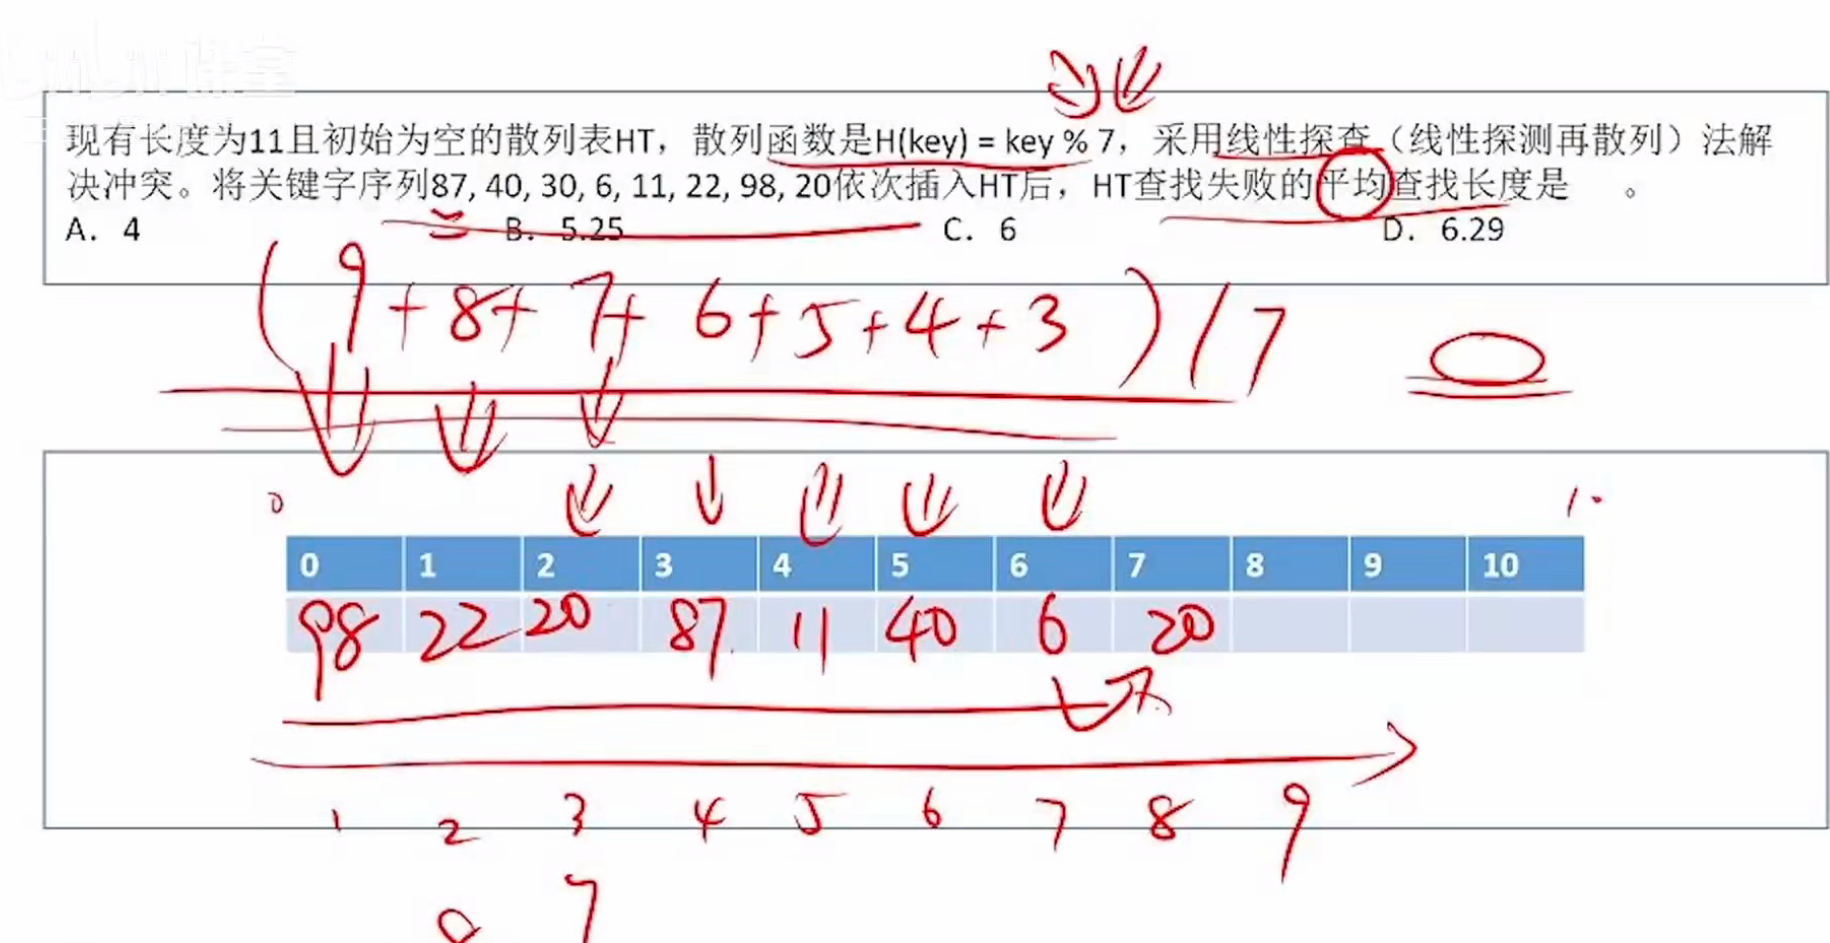 课堂
现有长度为11且初始为空的散列表HT，散列函数是H(key) = key % 7，采用线性探查（线性探测再散列）法解
决冲突。将关键字序列87, 40, 30, 6, 11, 22, 98, 20依次插入HT后，HT查找失败的平均查找长度是 。
A. 4 B. 5.25 C. 6 D. 6.29
(9+8+7+6+5+4+3)/7
0 10
0 1 2 3 4 5 6 7 8 9 10
98 22 20 87 11 40 6 20
1 2 3 4 5 6 7 8 9
0 7